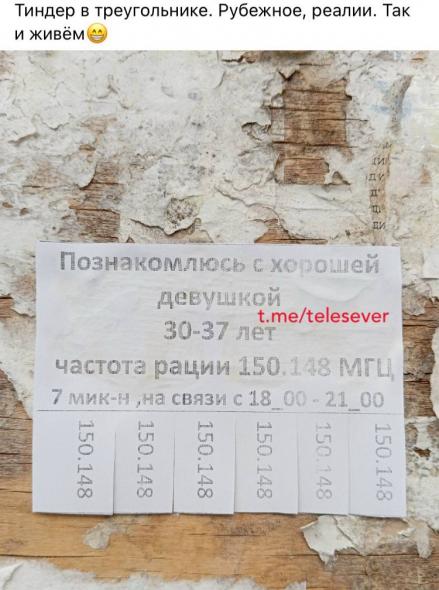 Тиндер в треугольнике. Рубежное, реалии. Так
и живём😁
Познакомлюсь с хорошей
девушкой
t.me/telesever
30-37 лет
частота рации 150.148 МГЦ
7 мик-н ,на связи с 18_00 - 21_00
150.148
150.148
150.148
150.148
150.148
150.148